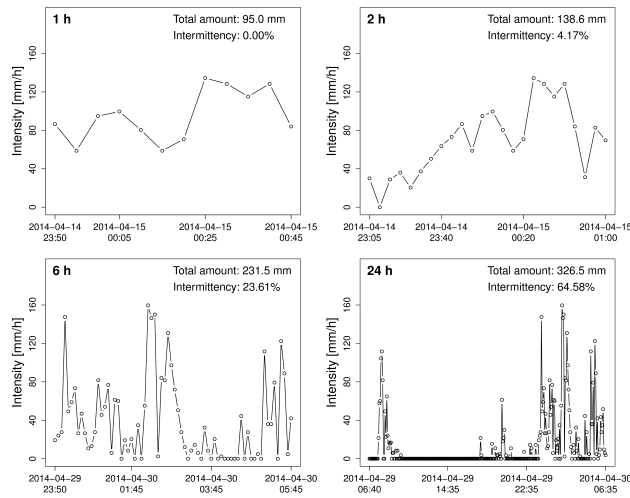 1 h
Total amount: 95.0 mm
Intermittency: 0.00%
Intensity [mm/h]
160
120
80
40
0
2014−04−14 2014−04−15 2014−04−15 2014−04−15
23:50 00:05 00:25 00:45
2 h
Total amount: 138.6 mm
Intermittency: 4.17%
Intensity [mm/h]
160
120
80
40
0
2014−04−14 2014−04−14 2014−04−15 2014−04−15
23:05 23:40 00:20 01:00
6 h
Total amount: 231.5 mm
Intermittency: 23.61%
Intensity [mm/h]
160
120
80
40
0
2014−04−29 2014−04−30 2014−04−30 2014−04−30
23:50 01:45 03:45 05:45
24 h
Total amount: 326.5 mm
Intermittency: 64.58%
Intensity [mm/h]
160
120
80
40
0
2014−04−29 2014−04−29 2014−04−29 2014−04−30
06:40 14:35 22:35 06:35